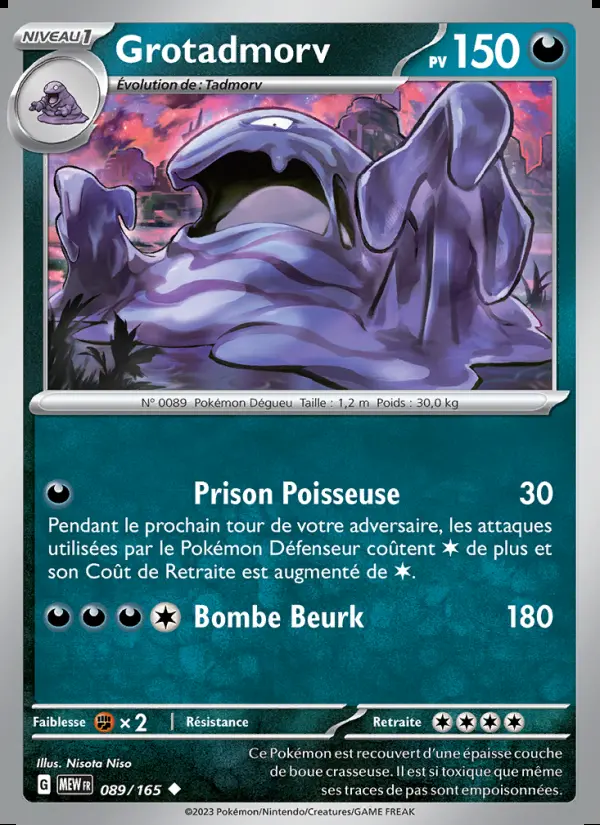 NIVEAU 1
Grotadmorv
PV 150
Évolution de : Tadmorv
N° 0089 Pokémon Dégueu Taille : 1,2 m Poids : 30,0 kg
Prison Poisseuse 30
Pendant le prochain tour de votre adversaire, les attaques
utilisées par le Pokémon Défenseur coûtent de plus et
son Coût de Retraite est augmenté de .
Bombe Beurk 180
Faiblesse ×2 Résistance Retraite
Illus. Nisota Niso
G MEW FR 089/165
Ce Pokémon est recouvert d'une épaisse couche
de boue crasseuse. Il est si toxique que même
ses traces de pas sont empoisonnées.
©2023 Pokémon/Nintendo/Creatures/GAME FREAK